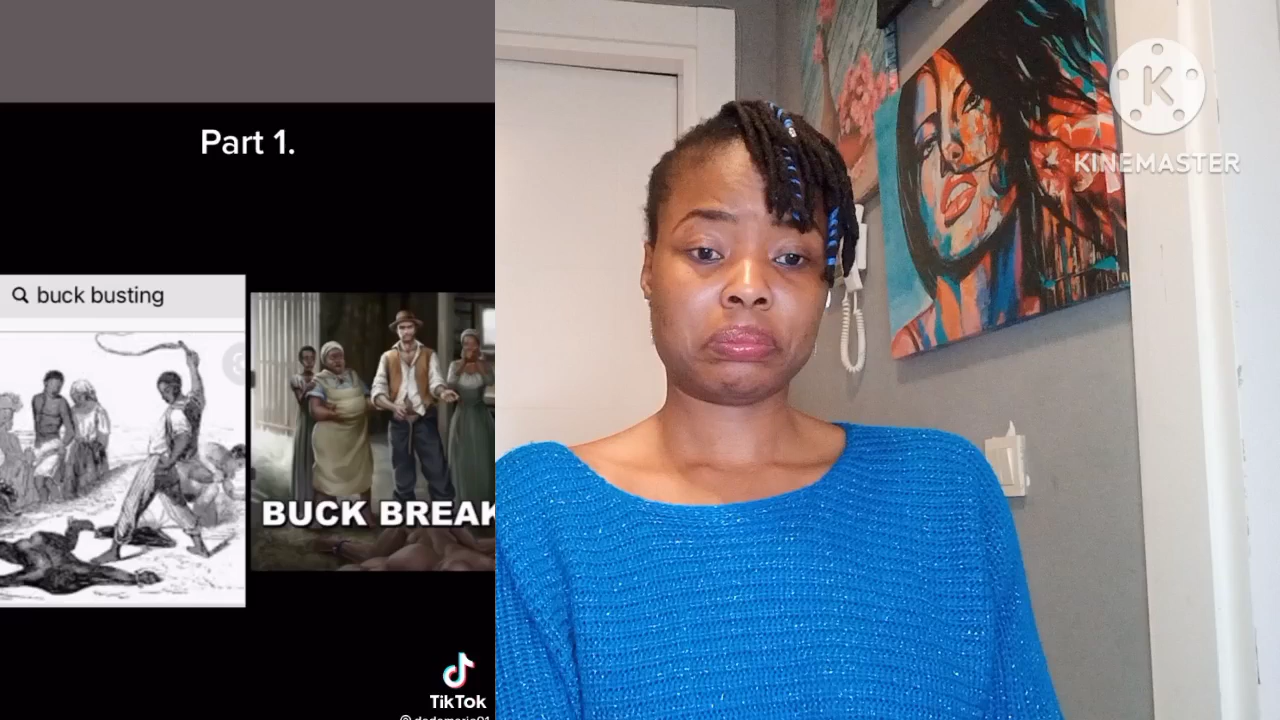 Part 1.
buck busting
BUCK BREAK
TikTok
KINEMASTER